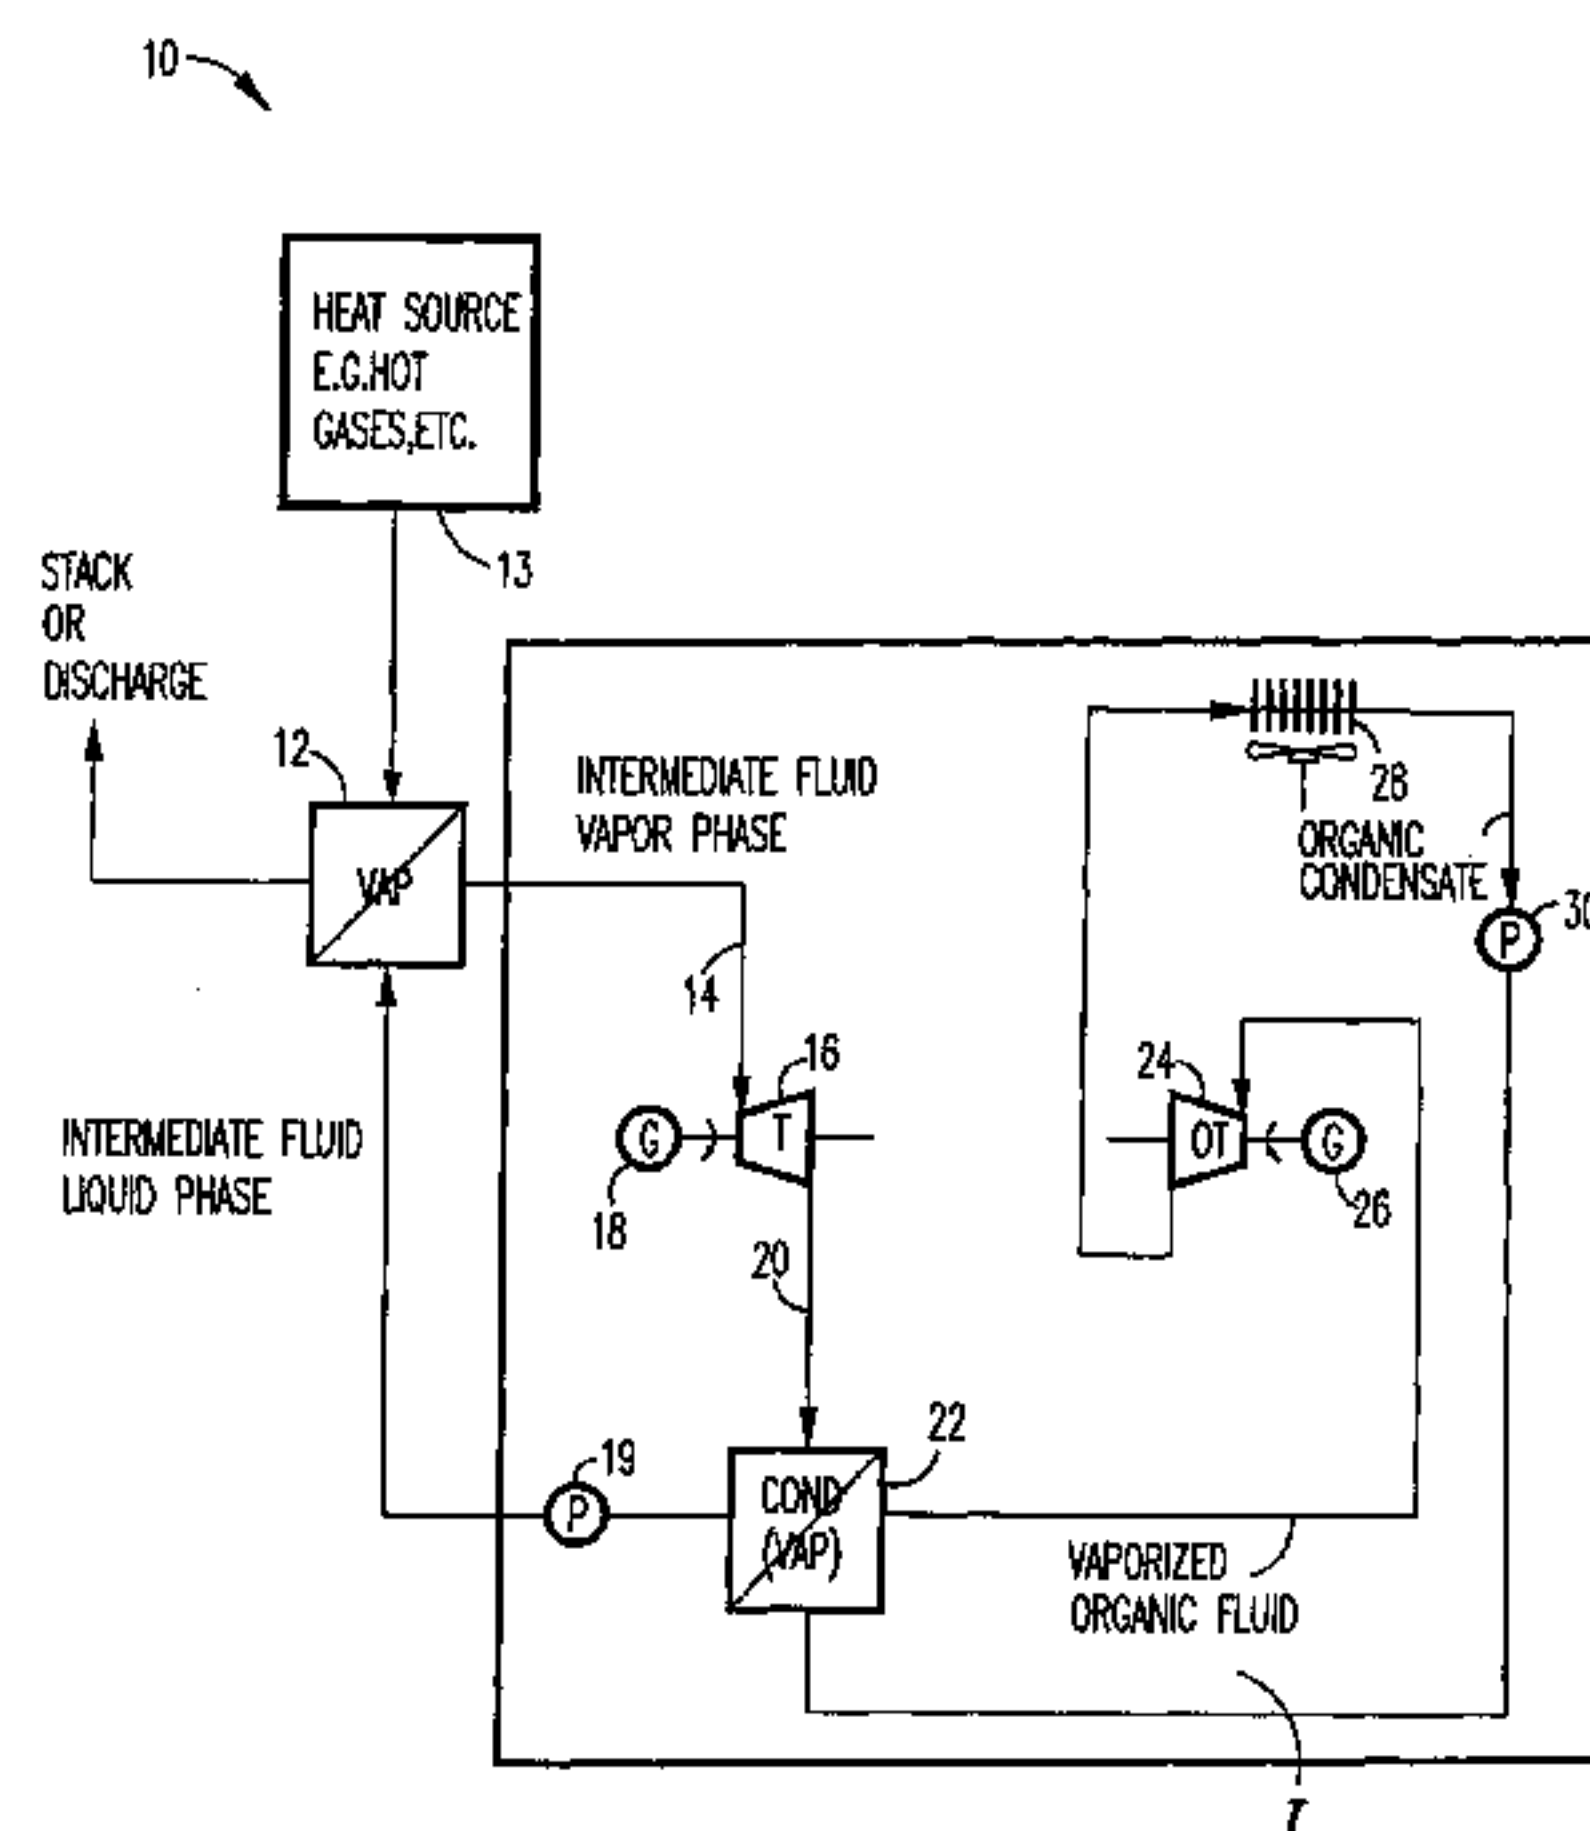 10
HEAT SOURCE
E.G.HOT
GASES,ETC.
13
STACK
OR
DISCHARGE
12
VAP
INTERMEDIATE FLUID
VAPOR PHASE
28
ORGANIC
CONDENSATE
P
30
14
16
T
G
18
24
OT
G
26
INTERMEDIATE FLUID
LIQUID PHASE
20
22
19
P
COND
(VAP)
VAPORIZED
ORGANIC FLUID